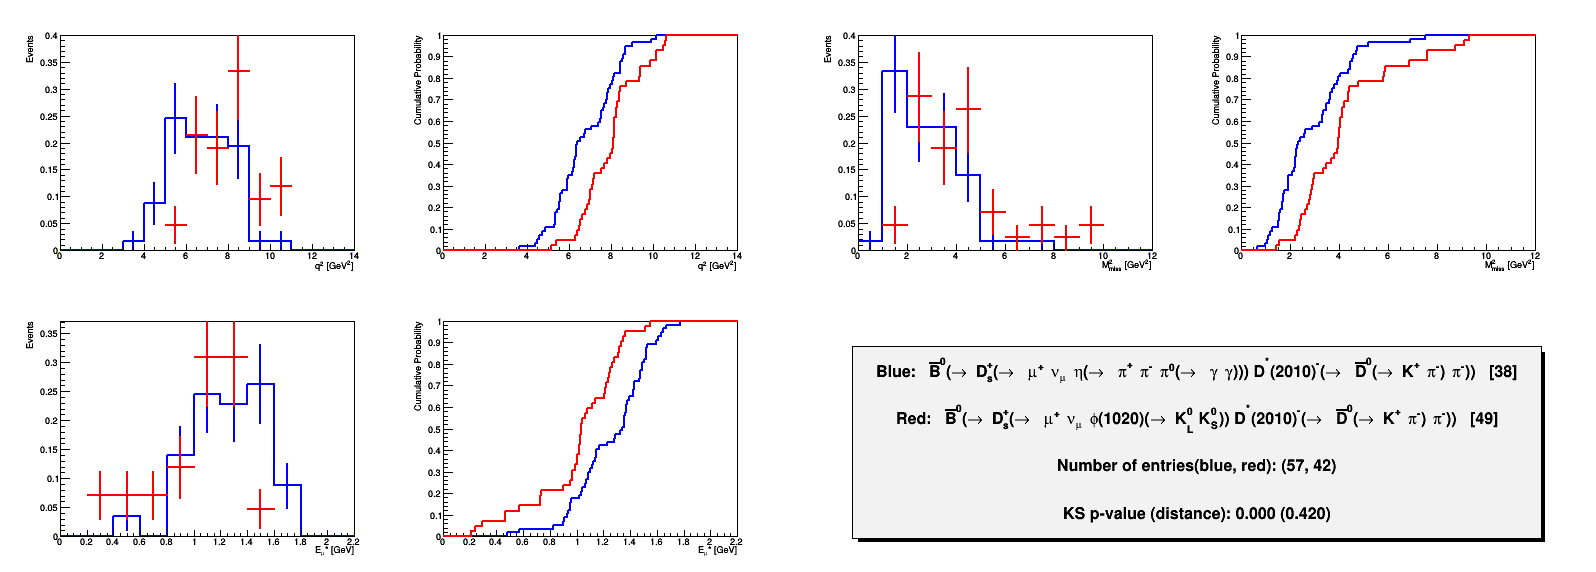 Events
0.4
0.35
0.3
0.25
0.2
0.15
0.1
0.05
0
0 2 4 6 8 10 12 14
q² [GeV²]
Cumulative Probability
1
0.9
0.8
0.7
0.6
0.5
0.4
0.3
0.2
0.1
0
0 2 4 6 8 10 12 14
q² [GeV²]
Events
0.4
0.35
0.3
0.25
0.2
0.15
0.1
0.05
0
0 2 4 6 8 10 12
M²miss [GeV²]
Cumulative Probability
1
0.9
0.8
0.7
0.6
0.5
0.4
0.3
0.2
0.1
0
0 2 4 6 8 10 12
M²miss [GeV²]
Events
0.35
0.3
0.25
0.2
0.15
0.1
0.05
0
0 0.2 0.4 0.6 0.8 1 1.2 1.4 1.6 1.8 2 2.2
Eμ* [GeV]
Cumulative Probability
1
0.9
0.8
0.7
0.6
0.5
0.4
0.3
0.2
0.1
0
0 0.2 0.4 0.6 0.8 1 1.2 1.4 1.6 1.8 2 2.2
Eμ* [GeV]
Blue: B̅⁰(→ Dₛ⁺(→ μ⁺ νμ η(→ π⁺ π⁻ π⁰(→ γ γ))) D*(2010)⁻(→ D̅⁰(→ K⁺ π⁻) π⁻)) [38]
Red: B̅⁰(→ Dₛ⁺(→ μ⁺ νμ ϕ(1020)(→ K⁰L K⁰S)) D*(2010)⁻(→ D̅⁰(→ K⁺ π⁻) π⁻)) [49]
Number of entries(blue, red): (57, 42)
KS p-value (distance): 0.000 (0.420)